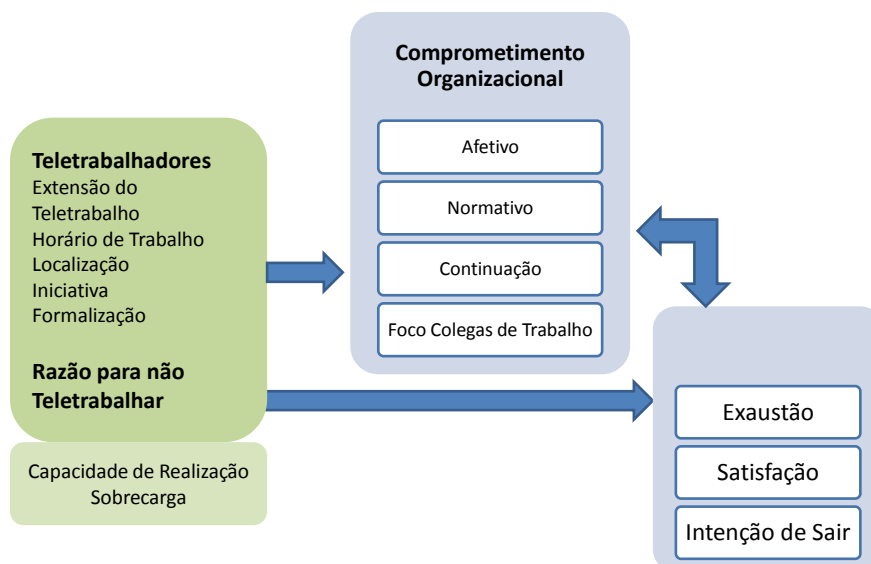 Comprometimento
Organizacional
Afetivo
Normativo
Continuação
Foco Colegas de Trabalho
Teletrabalhadores
Extensão do
Teletrabalho
Horário de Trabalho
Localização
Iniciativa
Formalização
Razão para não
Teletrabalhar
Capacidade de Realização
Sobrecarga
Exaustão
Satisfação
Intenção de Sair